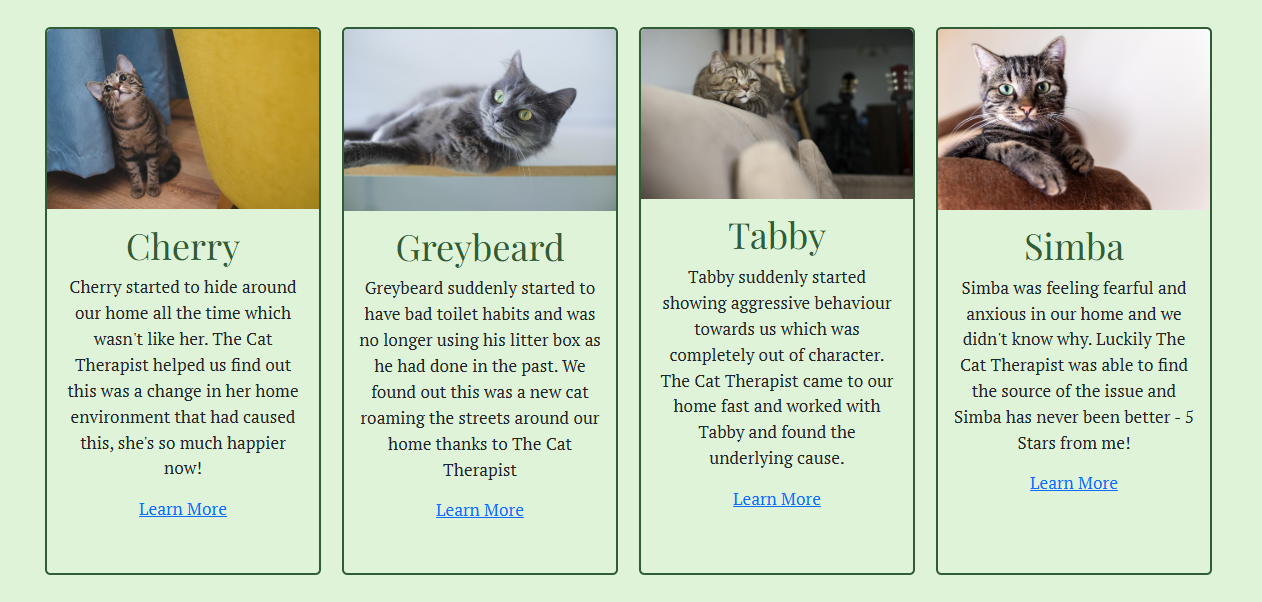 Cherry
Cherry started to hide around
our home all the time which
wasn't like her. The Cat
Therapist helped us find out
this was a change in her home
environment that had caused
this, she's so much happier
now!
Learn More
Greybeard
Greybeard suddenly started to
have bad toilet habits and was
no longer using his litter box as
he had done in the past. We
found out this was a new cat
roaming the streets around our
home thanks to The Cat
Therapist
Learn More
Tabby
Tabby suddenly started
showing aggressive behaviour
towards us which was
completely out of character.
The Cat Therapist came to our
home fast and worked with
Tabby and found the
underlying cause.
Learn More
Simba
Simba was feeling fearful and
anxious in our home and we
didn't know why. Luckily The
Cat Therapist was able to find
the source of the issue and
Simba has never been better - 5
Stars from me!
Learn More